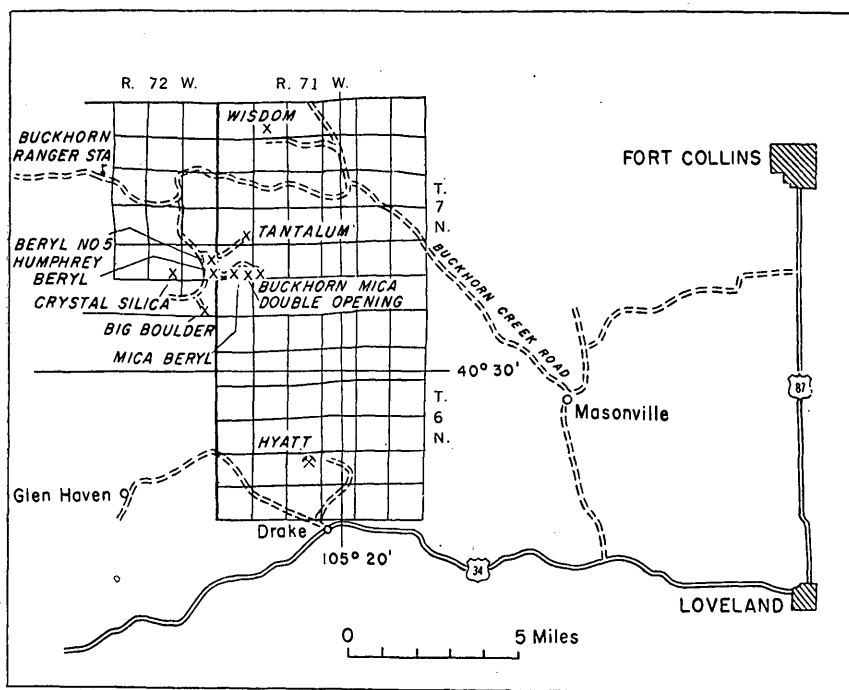 R. 72 W.
R. 71 W.
WISDOM
BUCKHORN
RANGER STA
FORT COLLINS
T.
7
N.
TANTALUM
BERYL NO 5
HUMPHREY
BERYL
CRYSTAL SILICA
BUCKHORN MICA
DOUBLE OPENING
BIG BOULDER
MICA BERYL
BUCKHORN CREEK ROAD
40° 30'
87
T.
6
N.
Masonville
HYATT
Glen Haven
Drake
105° 20'
34
LOVELAND
0 5 Miles